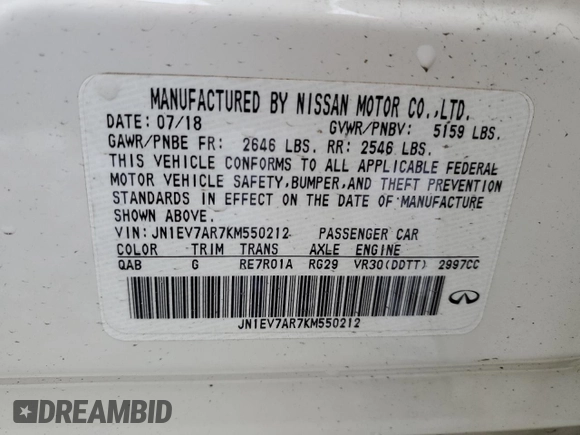 MANUFACTURED BY NISSAN MOTOR CO.,LTD.
DATE: 07/18 GVWR/PNBV: 5159 LBS.
GAWR/PNBE FR: 2646 LBS. RR: 2546 LBS.
THIS VEHICLE CONFORMS TO ALL APPLICABLE FEDERAL
MOTOR VEHICLE SAFETY,BUMPER,AND THEFT PREVENTION
STANDARDS IN EFFECT ON THE DATE OF MANUFACTURE
SHOWN ABOVE.
VIN: JN1EV7AR7KM550212 PASSENGER CAR
COLOR TRIM TRANS AXLE ENGINE
QAB G RE7R01A RG29 VR30(DDTT) 2997CC
JN1EV7AR7KM550212
DREAMBID